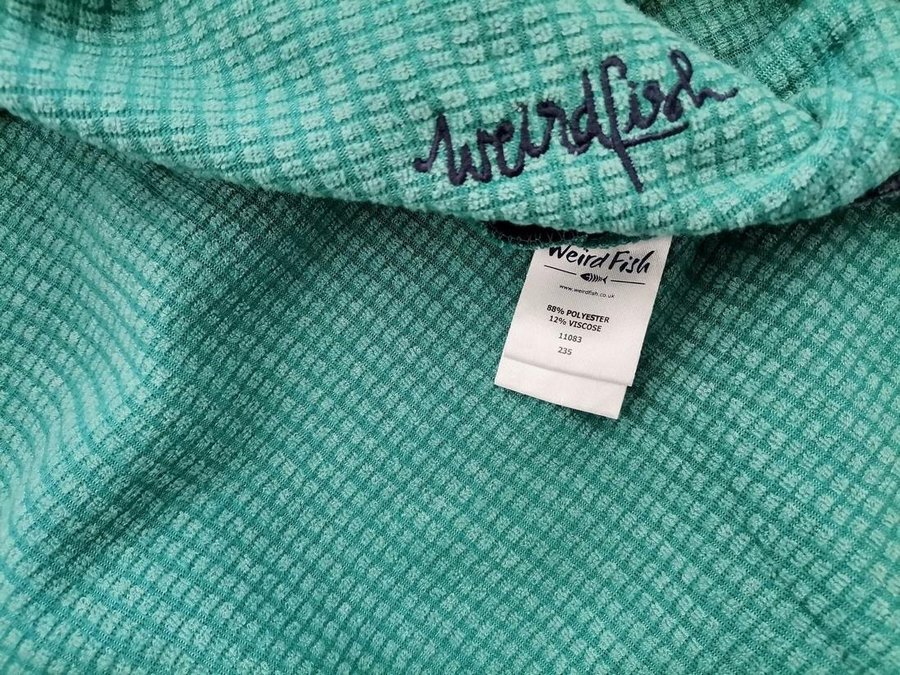 weirdfish
Weird Fish
www.weirdfish.co.uk
88% POLYESTER
12% VISCOSE
11083
235